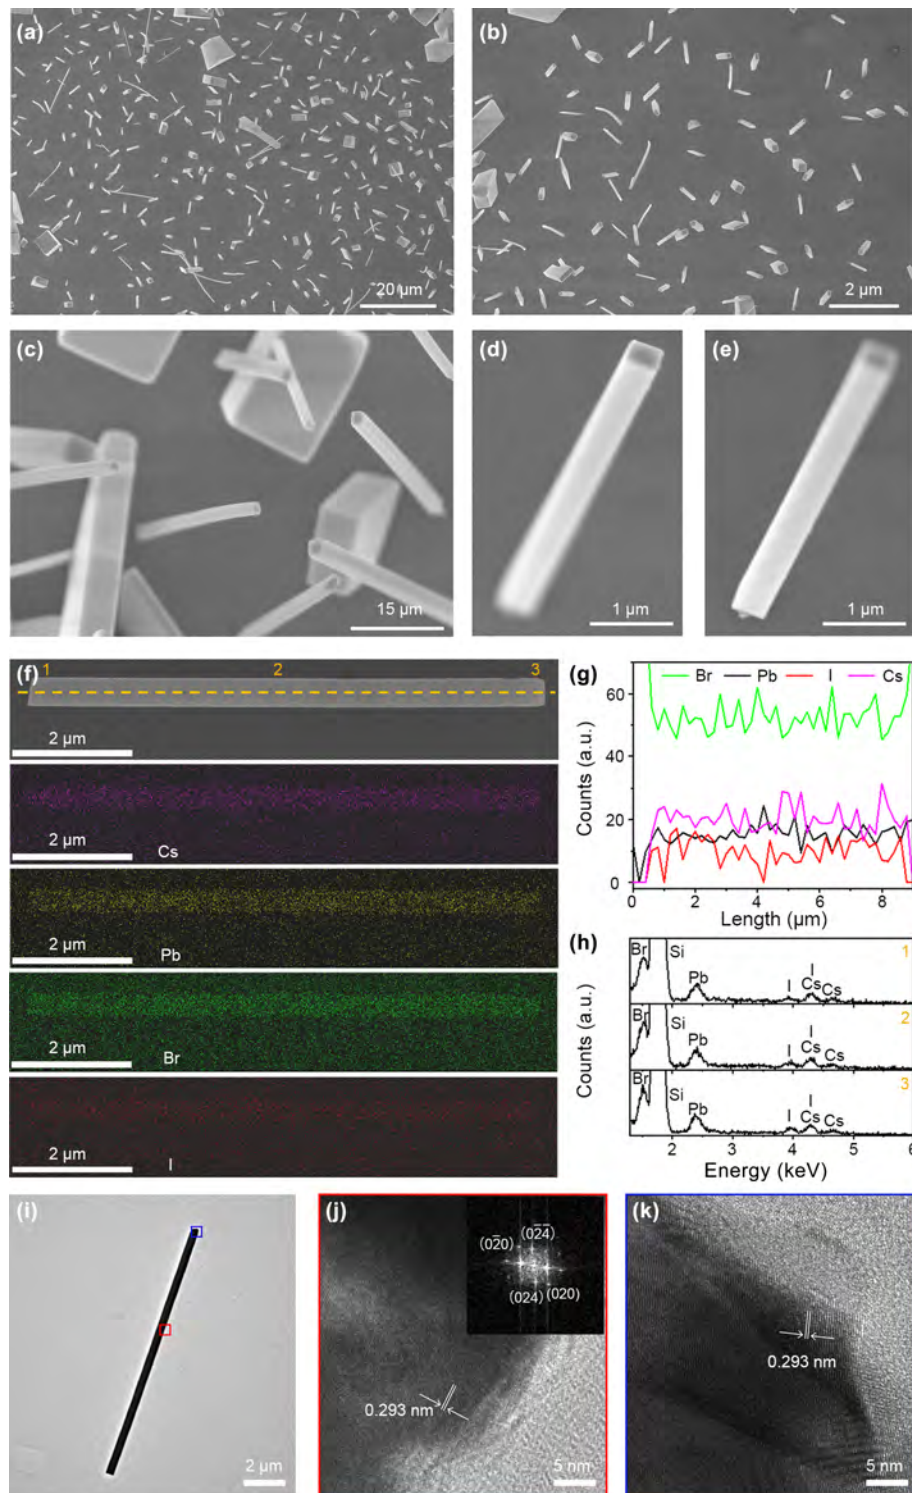 (a)
20 μm
(b)
2 μm
(c)
15 μm
(d)
1 μm
(e)
1 μm
(f)
1 2 3
2 μm
2 μm
Cs
2 μm
Pb
2 μm
Br
2 μm
I
(g)
Br Pb I Cs
60
40
20
0
Counts (a.u.)
0 2 4 6 8
Length (μm)
(h)
Br Si Pb I I Cs Cs 1
Br Si Pb I I Cs Cs 2
Br Si Pb I I Cs Cs 3
Counts (a.u.)
2 3 4 5 6
Energy (keV)
(i)
2 μm
(j)
(02̄0) (02̄4̄)
(024) (020)
0.293 nm
5 nm
(k)
0.293 nm
5 nm